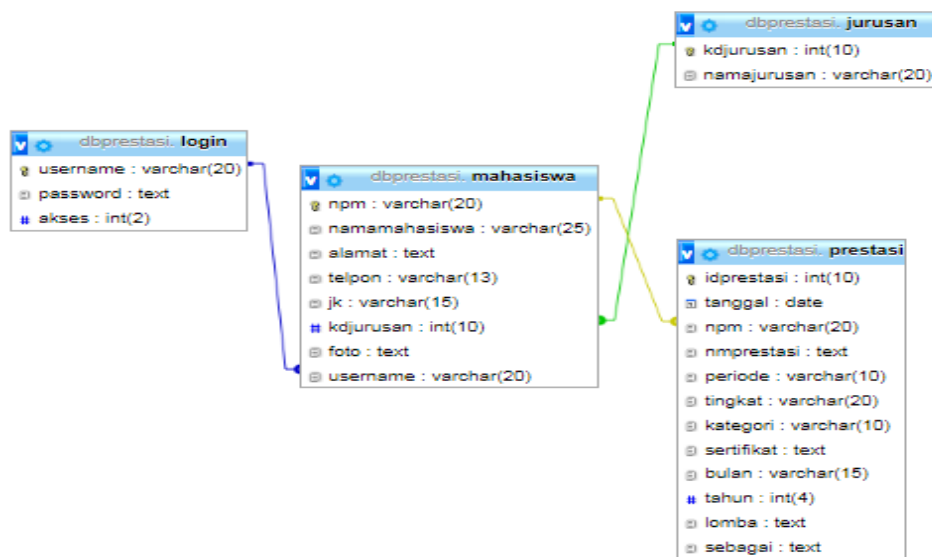 dbprestasi. jurusan
kdjurusan : int(10)
namajurusan : varchar(20)
dbprestasi. login
username : varchar(20)
password : text
akses : int(2)
dbprestasi. mahasiswa
npm : varchar(20)
namamahasiswa : varchar(25)
alamat : text
telpon : varchar(13)
jk : varchar(15)
kdjurusan : int(10)
foto : text
username : varchar(20)
dbprestasi. prestasi
idprestasi : int(10)
tanggal : date
npm : varchar(20)
nmprestasi : text
periode : varchar(10)
tingkat : varchar(20)
kategori : varchar(10)
sertifikat : text
bulan : varchar(15)
tahun : int(4)
lomba : text
sebagai : text